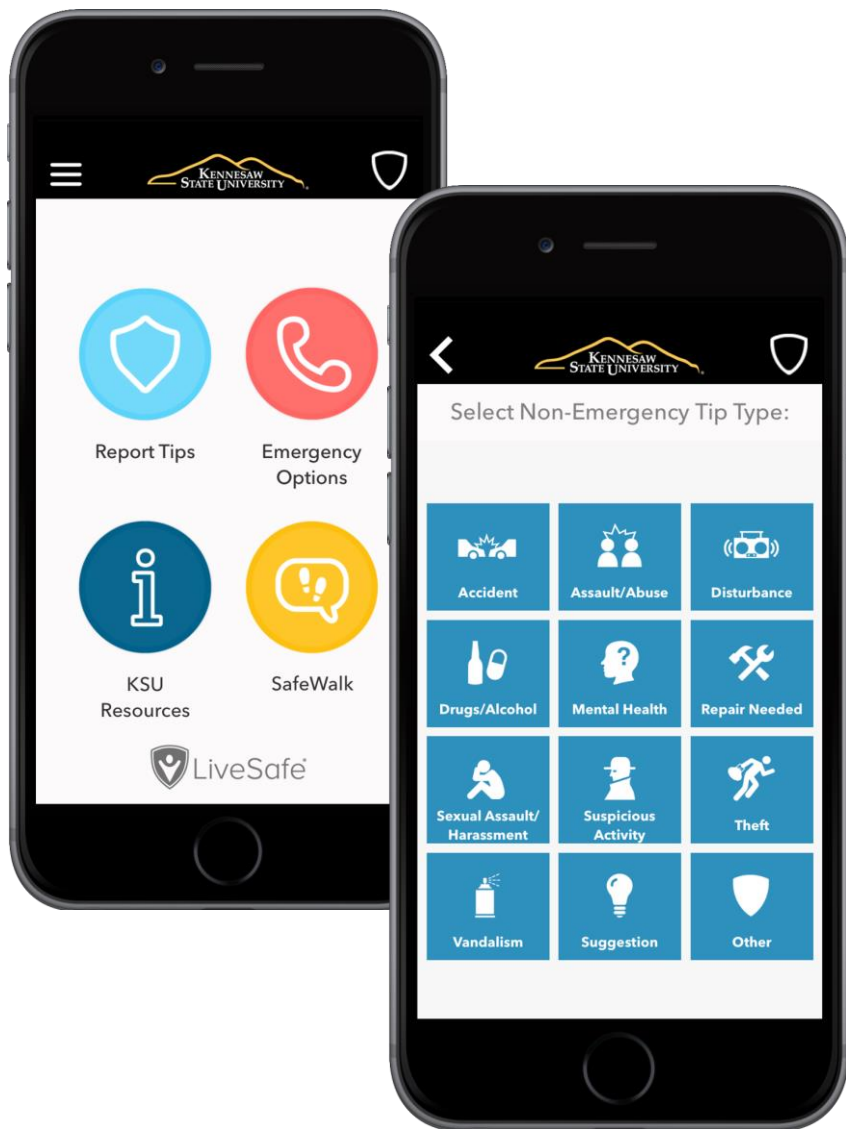 KENNESAW
STATE UNIVERSITY
Report Tips
Emergency
Options
KSU
Resources
SafeWalk
LiveSafe
KENNESAW
STATE UNIVERSITY
Select Non-Emergency Tip Type:
Accident
Assault/Abuse
Disturbance
Drugs/Alcohol
Mental Health
Repair Needed
Sexual Assault/
Harassment
Suspicious
Activity
Theft
Vandalism
Suggestion
Other